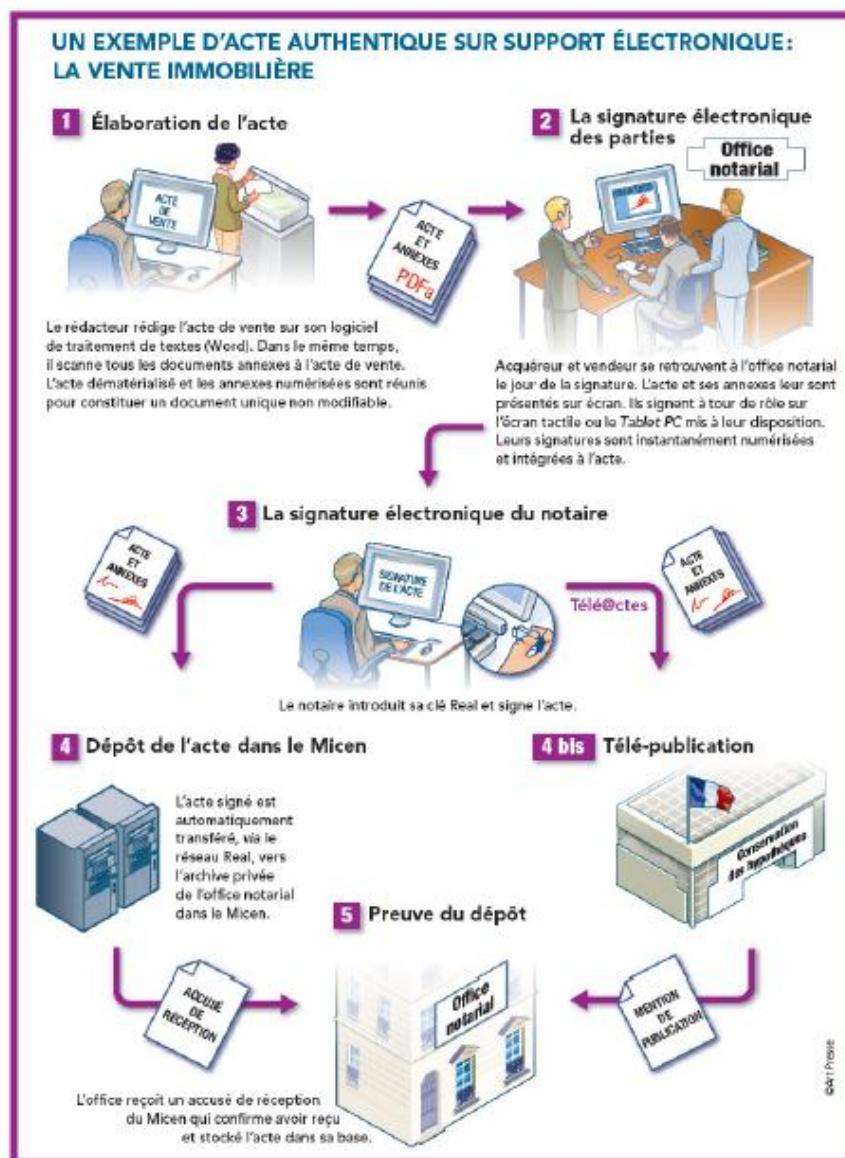 UN EXEMPLE D'ACTE AUTHENTIQUE SUR SUPPORT ÉLECTRONIQUE:
LA VENTE IMMOBILIÈRE
1 Élaboration de l'acte
ACTE
DE
VENTE
ACTE
ET
ANNEXES
PDFa
Le rédacteur rédige l'acte de vente sur son logiciel
de traitement de textes (Word). Dans le même temps,
il scanne tous les documents annexes à l'acte de vente.
L'acte dématérialisé et les annexes numérisées sont réunis
pour constituer un document unique non modifiable.
2 La signature électronique
des parties
Office
notarial
Acquéreur et vendeur se retrouvent à l'office notarial
le jour de la signature. L'acte et ses annexes leur sont
présentés sur écran. Ils signent à tour de rôle sur
l'écran tactile ou le Tablet PC mis à leur disposition.
Leurs signatures sont instantanément numérisées
et intégrées à l'acte.
3 La signature électronique du notaire
ACTE
ET
ANNEXES
SIGNATURE
DE L'ACTE
Télé@ctes
ACTE
ET
ANNEXES
Le notaire introduit sa clé Real et signe l'acte.
4 Dépôt de l'acte dans le Micen
L'acte signé est
automatiquement
transféré, via le
réseau Real, vers
l'archive privée
de l'office notarial
dans le Micen.
4 bis Télé-publication
Conservation
des hypothèques
5 Preuve du dépôt
ACCUSÉ
DE
RÉCEPTION
Office
notarial
MENTION
DE
PUBLICATION
L'office reçoit un accusé de réception
du Micen qui confirme avoir reçu
et stocké l'acte dans sa base.
©Art Presse